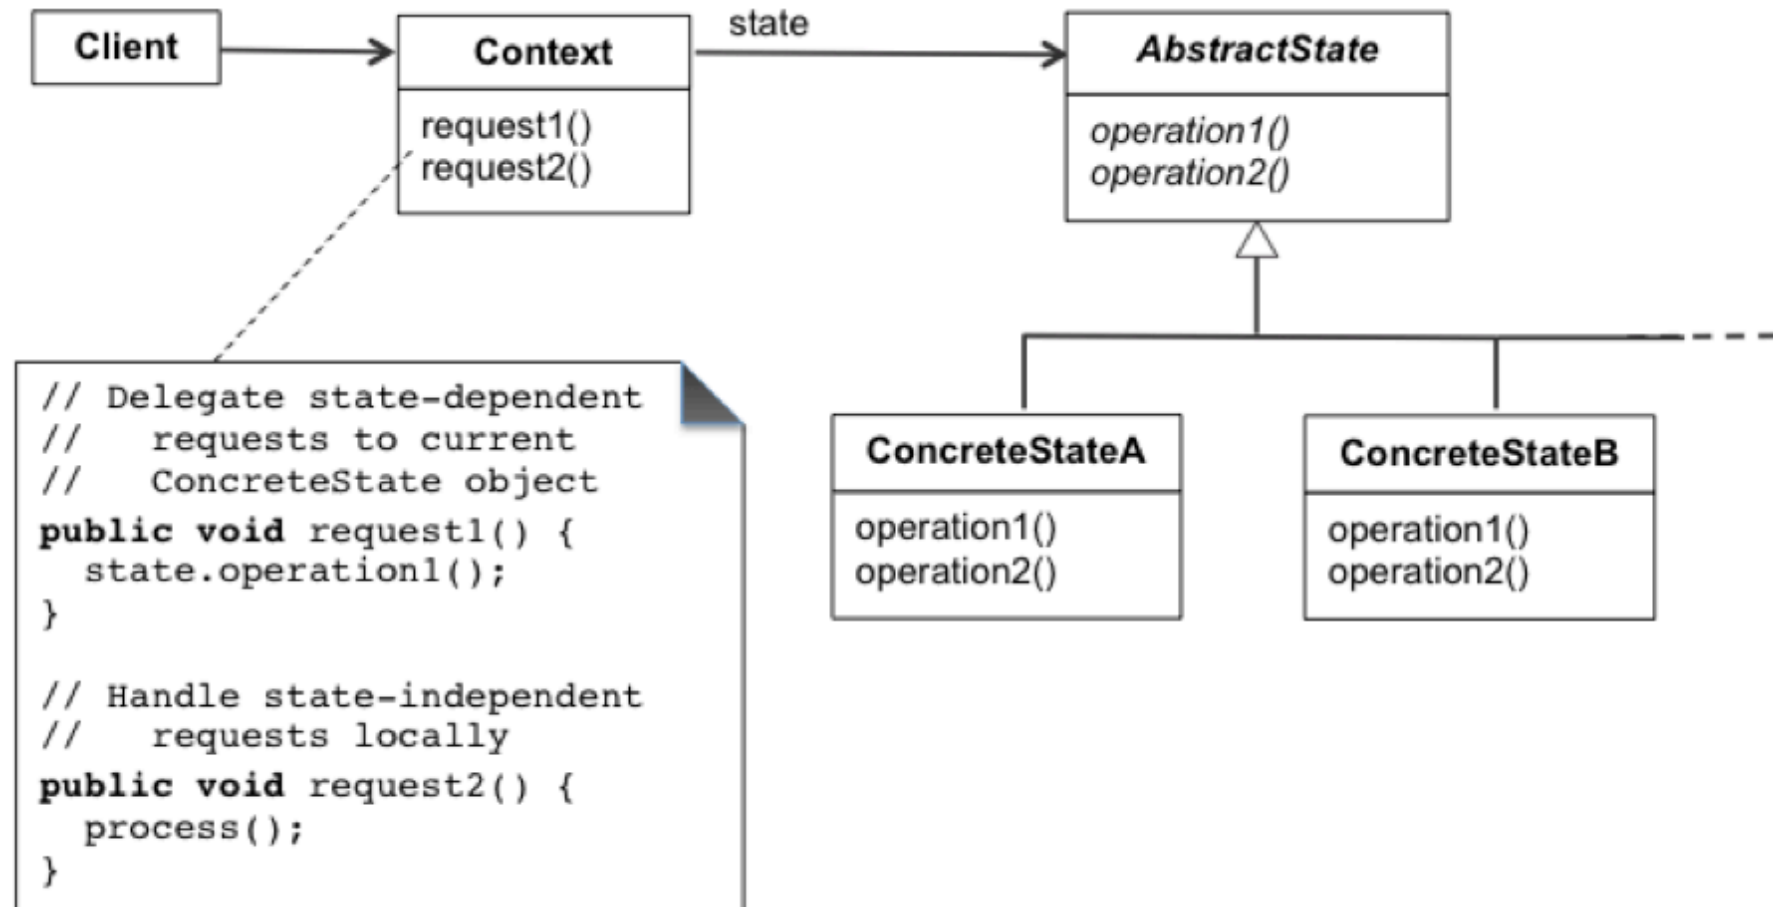 Client
Context
request1()
request2()
state
AbstractState
operation1()
operation2()
ConcreteStateA
operation1()
operation2()
ConcreteStateB
operation1()
operation2()
// Delegate state-dependent
//   requests to current
//   ConcreteState object
public void request1() {
  state.operation1();
}
// Handle state-independent
//   requests locally
public void request2() {
  process();
}